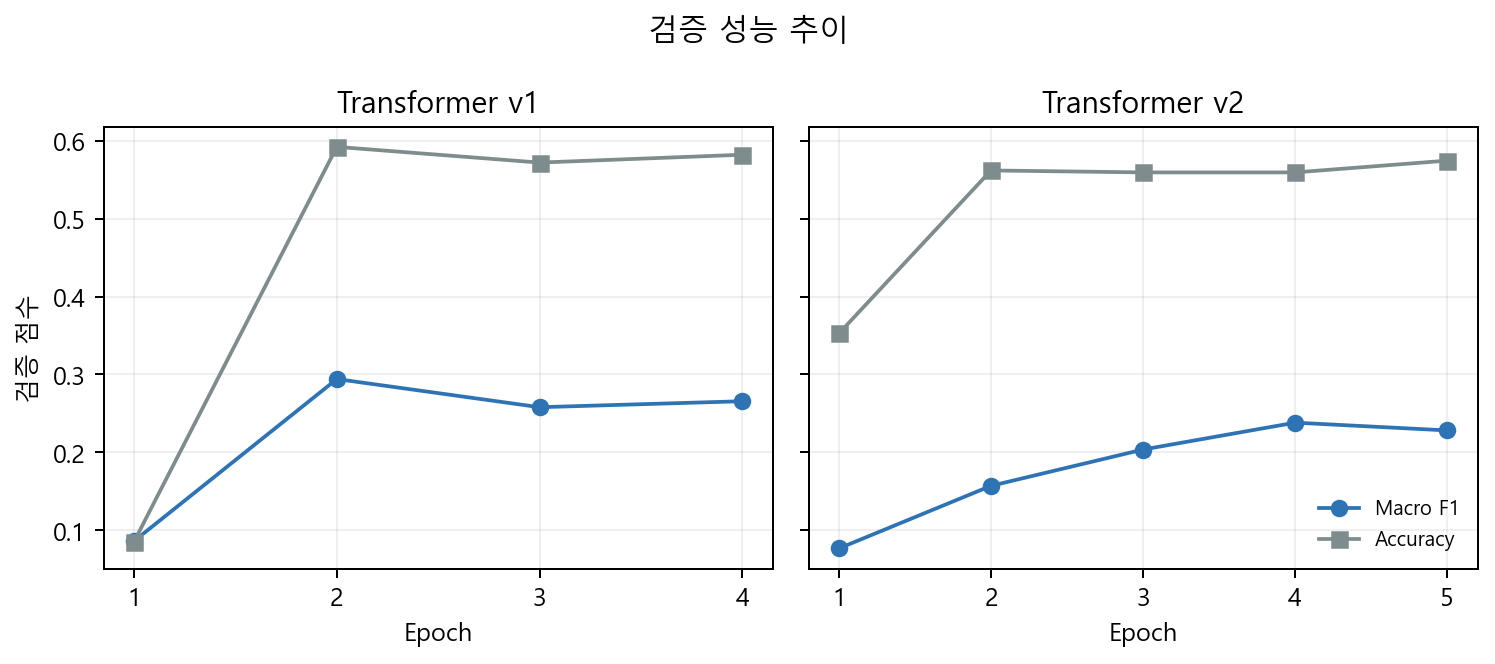 검증 성능 추이
Transformer v1
Transformer v2
검증 점수
0.6
0.5
0.4
0.3
0.2
0.1
1 2 3 4
Epoch
1 2 3 4 5
Epoch
Macro F1
Accuracy